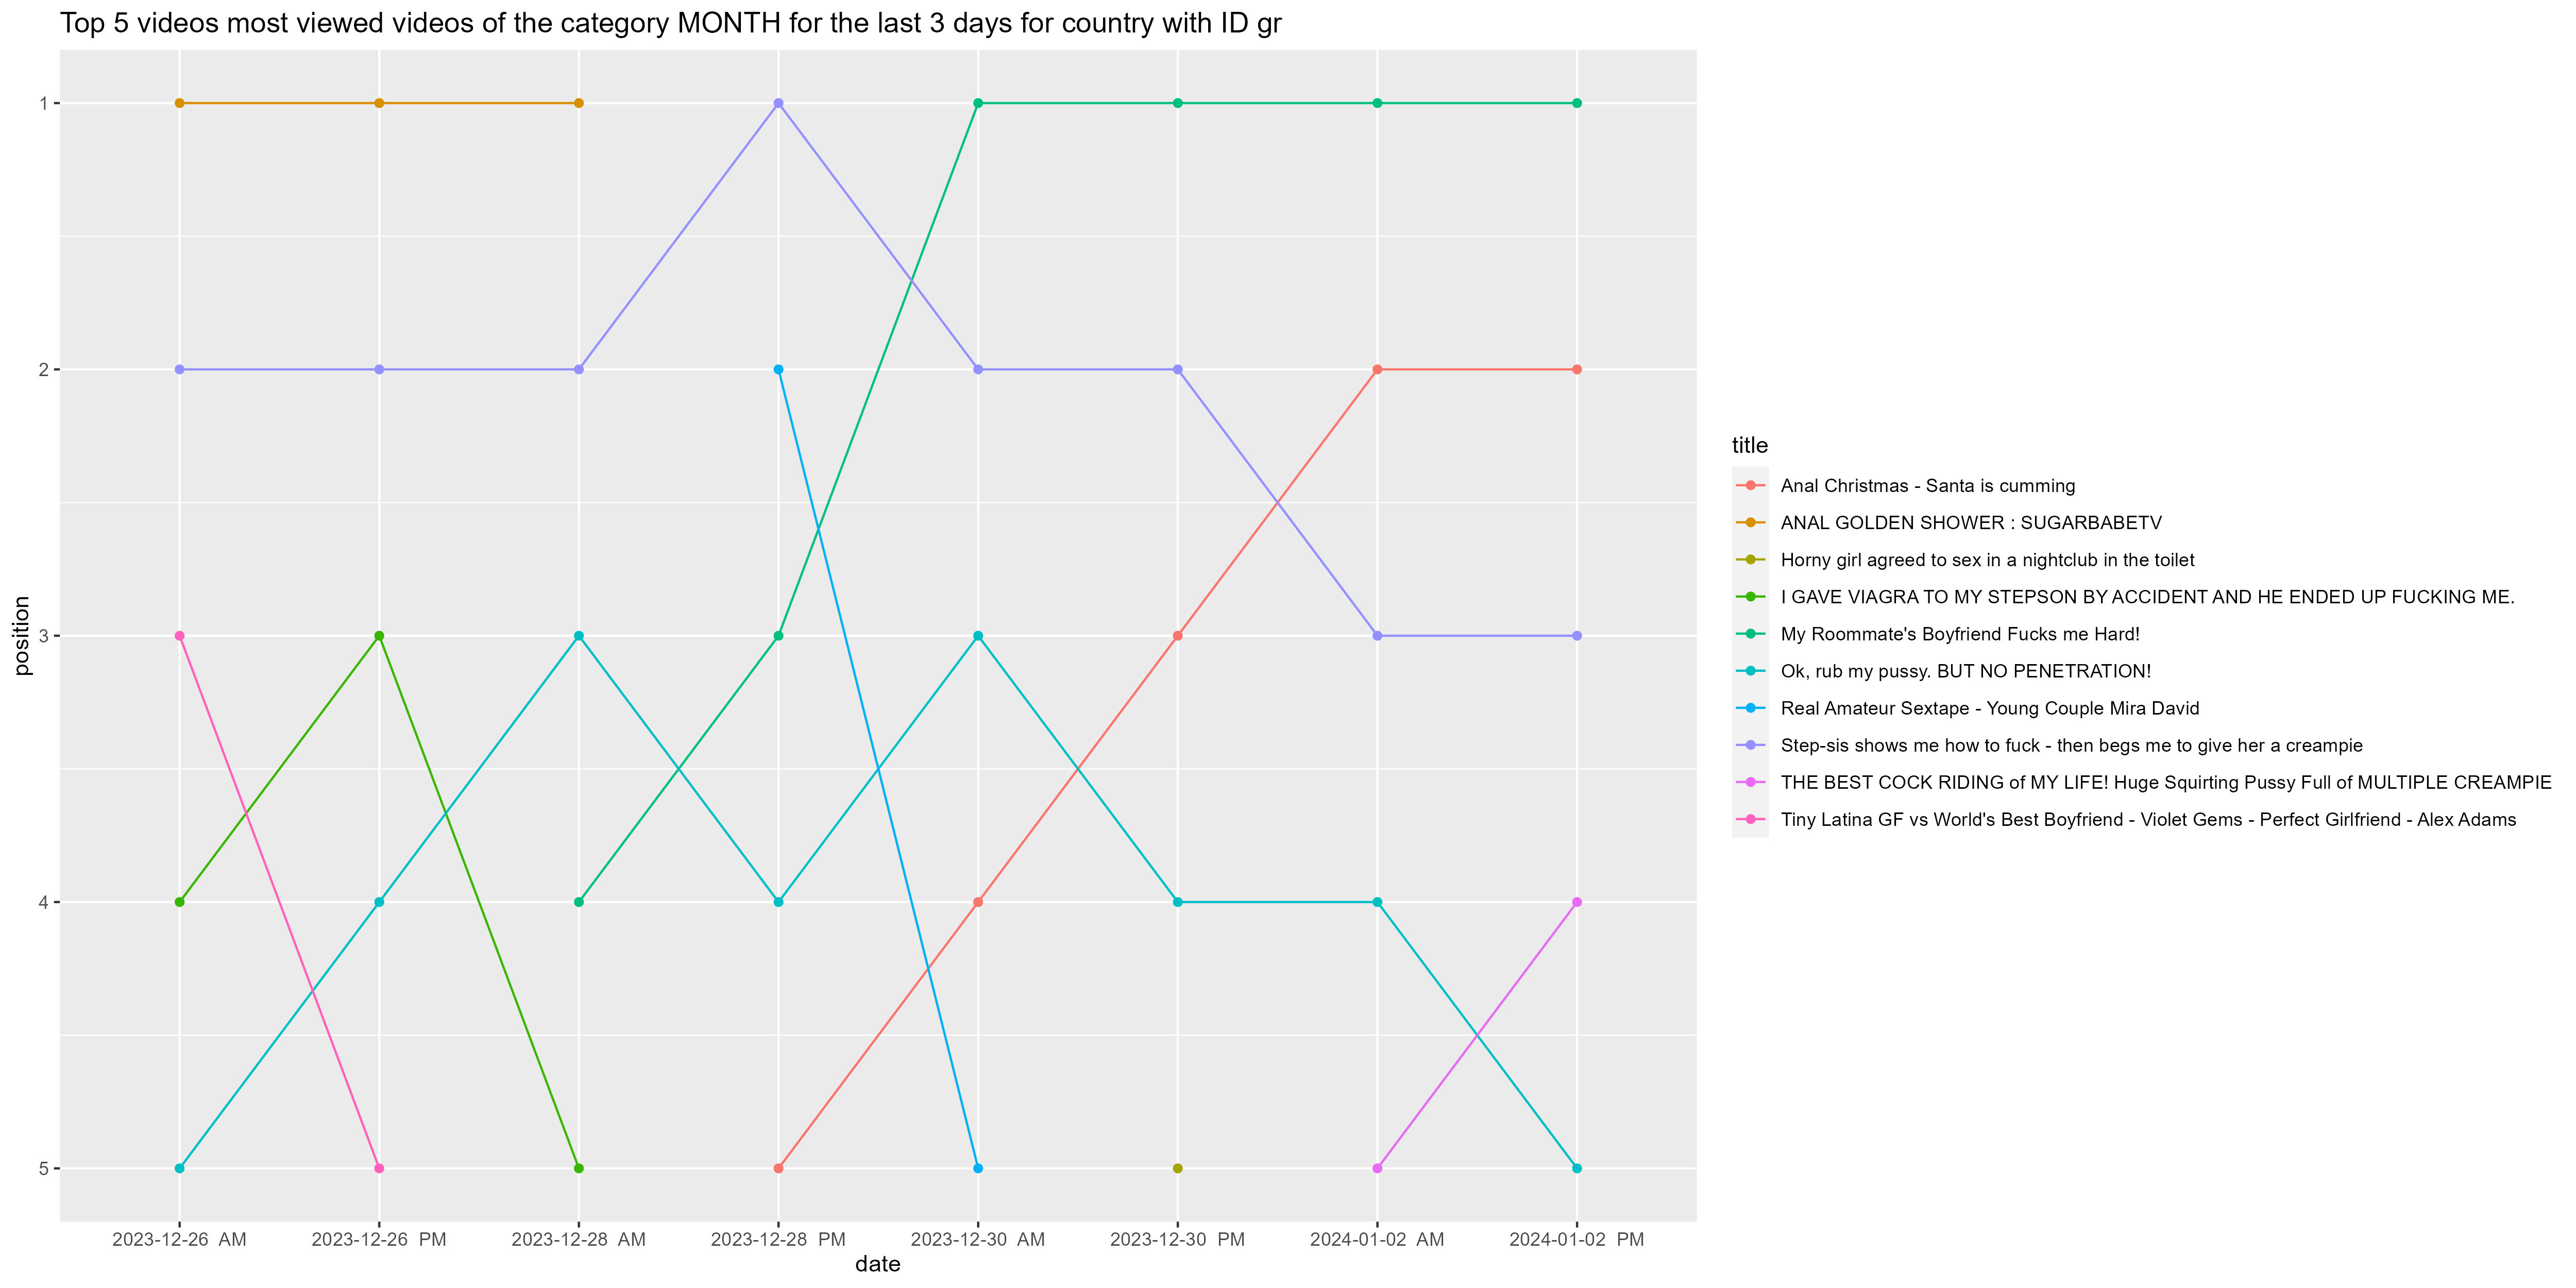 Top 5 videos most viewed videos of the category MONTH for the last 3 days for country with ID gr
1
2
3
4
5
position
2023-12-26 AM
2023-12-26 PM
2023-12-28 AM
2023-12-28 PM
2023-12-30 AM
2023-12-30 PM
2024-01-02 AM
2024-01-02 PM
date
title
Anal Christmas - Santa is cumming
ANAL GOLDEN SHOWER : SUGARBABETV
Horny girl agreed to sex in a nightclub in the toilet
I GAVE VIAGRA TO MY STEPSON BY ACCIDENT AND HE ENDED UP FUCKING ME.
My Roommate's Boyfriend Fucks me Hard!
Ok, rub my pussy. BUT NO PENETRATION!
Real Amateur Sextape - Young Couple Mira David
Step-sis shows me how to fuck - then begs me to give her a creampie
THE BEST COCK RIDING of MY LIFE! Huge Squirting Pussy Full of MULTIPLE CREAMPIE
Tiny Latina GF vs World's Best Boyfriend - Violet Gems - Perfect Girlfriend - Alex Adams